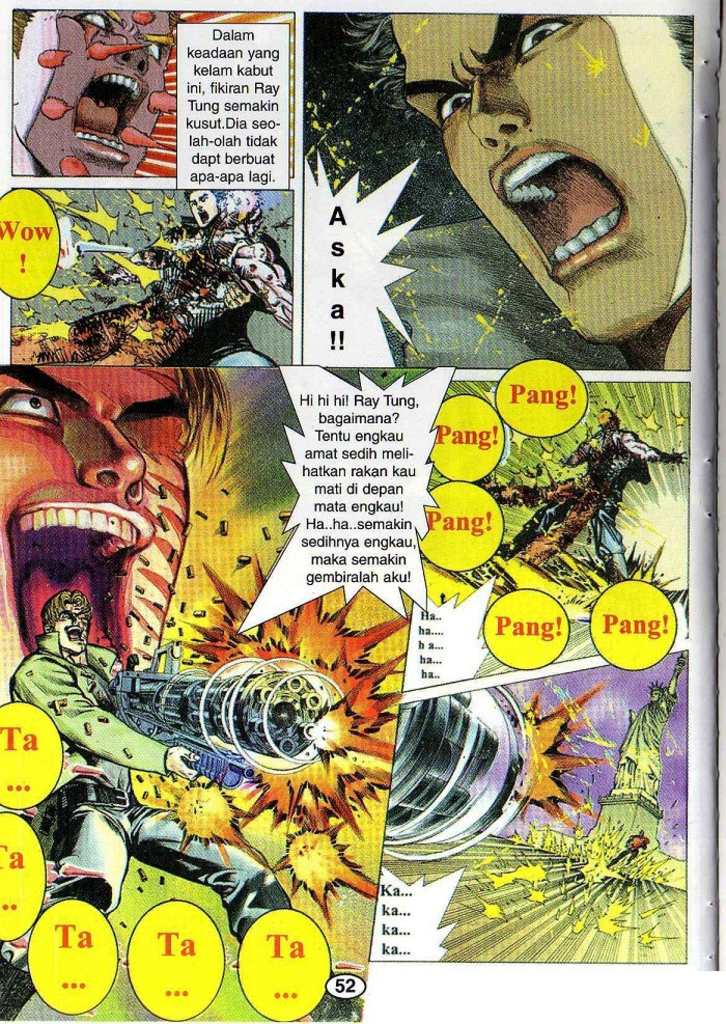 Dalam
keadaan yang
kelam kabut
ini, fikiran Ray
Tung semakin
kusut.Dia seo-
lah-olah tidak
dapt berbuat
apa-apa lagi.
Wow
!
A
s
k
a
!!
Hi hi hi! Ray Tung,
bagaimana?
Tentu engkau
amat sedih meli-
hatkan rakan kau
mati di depan
mata engkau!
Ha..ha..semakin
sedihnya engkau,
maka semakin
gembiralah aku!
Pang!
Pang!
Pang!
Pang!
Pang!
Ha..
ha....
h a...
ha...
ha..
Ta
...
Ta
..
Ta
...
Ta
...
Ta
...
Ka...
ka...
ka...
ka...
52